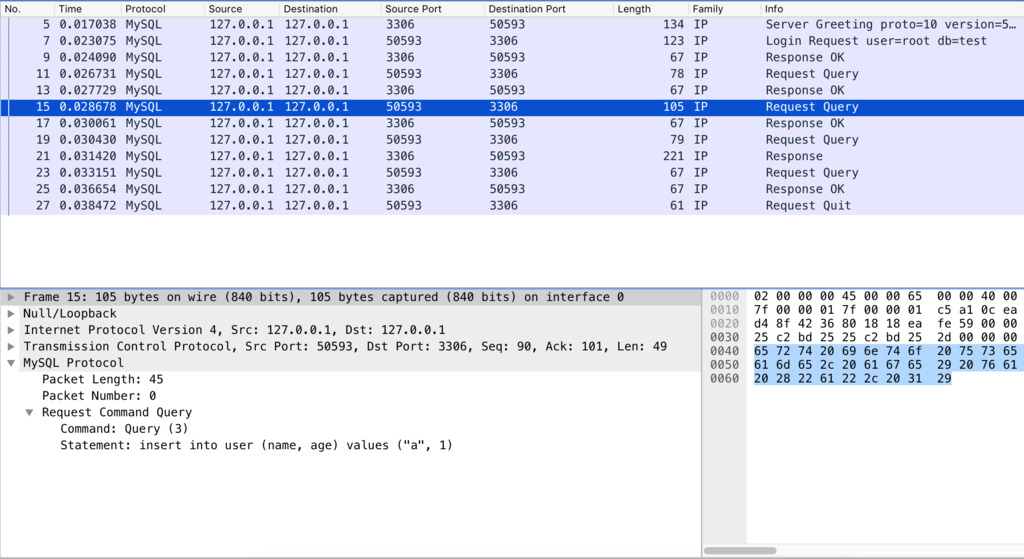 No. Time Protocol Source Destination Source Port Destination Port Length Family Info
5 0.017038 MySQL 127.0.0.1 127.0.0.1 3306 50593 134 IP Server Greeting proto=10 version=5…
7 0.023075 MySQL 127.0.0.1 127.0.0.1 50593 3306 123 IP Login Request user=root db=test
9 0.024090 MySQL 127.0.0.1 127.0.0.1 3306 50593 67 IP Response OK
11 0.026731 MySQL 127.0.0.1 127.0.0.1 50593 3306 78 IP Request Query
13 0.027729 MySQL 127.0.0.1 127.0.0.1 3306 50593 67 IP Response OK
15 0.028678 MySQL 127.0.0.1 127.0.0.1 50593 3306 105 IP Request Query
17 0.030061 MySQL 127.0.0.1 127.0.0.1 3306 50593 67 IP Response OK
19 0.030430 MySQL 127.0.0.1 127.0.0.1 50593 3306 79 IP Request Query
21 0.031420 MySQL 127.0.0.1 127.0.0.1 3306 50593 221 IP Response
23 0.033151 MySQL 127.0.0.1 127.0.0.1 50593 3306 67 IP Request Query
25 0.036654 MySQL 127.0.0.1 127.0.0.1 3306 50593 67 IP Response OK
27 0.038472 MySQL 127.0.0.1 127.0.0.1 50593 3306 61 IP Request Quit
Frame 15: 105 bytes on wire (840 bits), 105 bytes captured (840 bits) on interface 0
Null/Loopback
Internet Protocol Version 4, Src: 127.0.0.1, Dst: 127.0.0.1
Transmission Control Protocol, Src Port: 50593, Dst Port: 3306, Seq: 90, Ack: 101, Len: 49
MySQL Protocol
Packet Length: 45
Packet Number: 0
Request Command Query
Command: Query (3)
Statement: insert into user (name, age) values ("a", 1)
0000 02 00 00 00 45 00 00 65 00 00 40 00
0010 7f 00 00 01 7f 00 00 01 c5 a1 0c ea
0020 d4 8f 42 36 80 18 18 ea fe 59 00 00
0030 25 c2 bd 25 25 c2 bd 25 2d 00 00 00
0040 65 72 74 20 69 6e 74 6f 20 75 73 65
0050 61 6d 65 2c 20 61 67 65 29 20 76 61
0060 20 28 22 61 22 2c 20 31 29